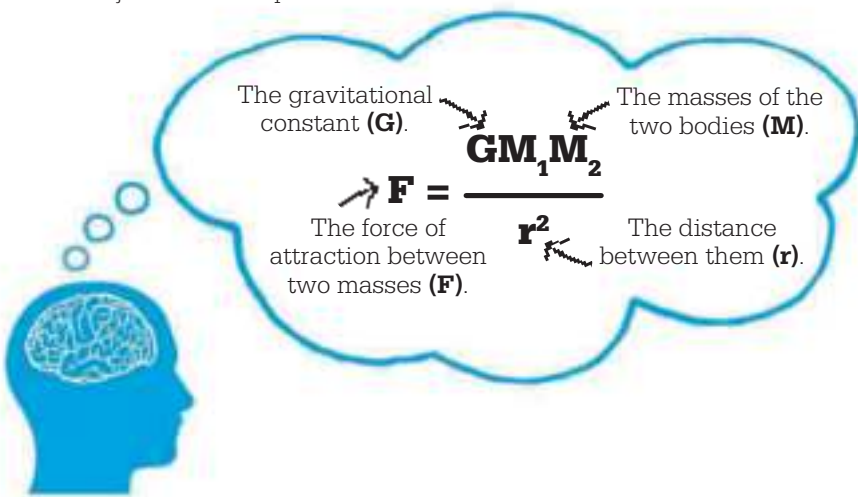 The gravitational
constant (G).
The masses of the
two bodies (M).
F = GM₁M₂
r²
The force of
attraction between
two masses (F).
The distance
between them (r).